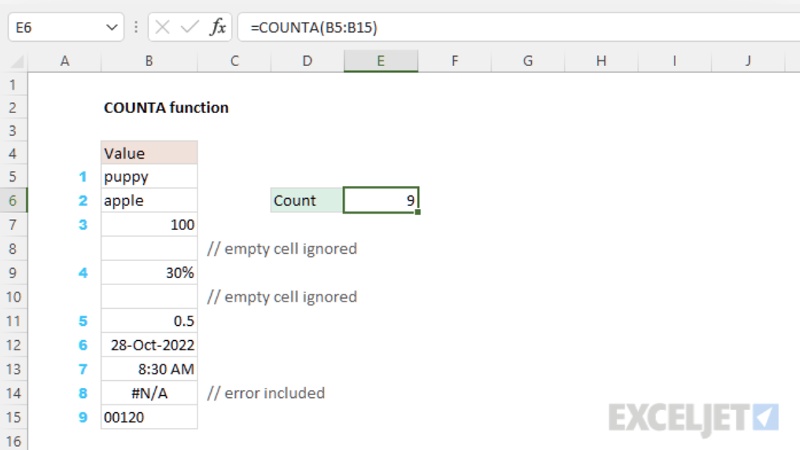 E6 fx =COUNTA(B5:B15)
A B C D E F G H I J
1
2 COUNTA function
3
4 Value
5 1 puppy
6 2 apple Count 9
7 3 100
8 // empty cell ignored
9 4 30%
10 // empty cell ignored
11 5 0.5
12 6 28-Oct-2022
13 7 8:30 AM
14 8 #N/A // error included
15 9 00120
16
EXCELJET